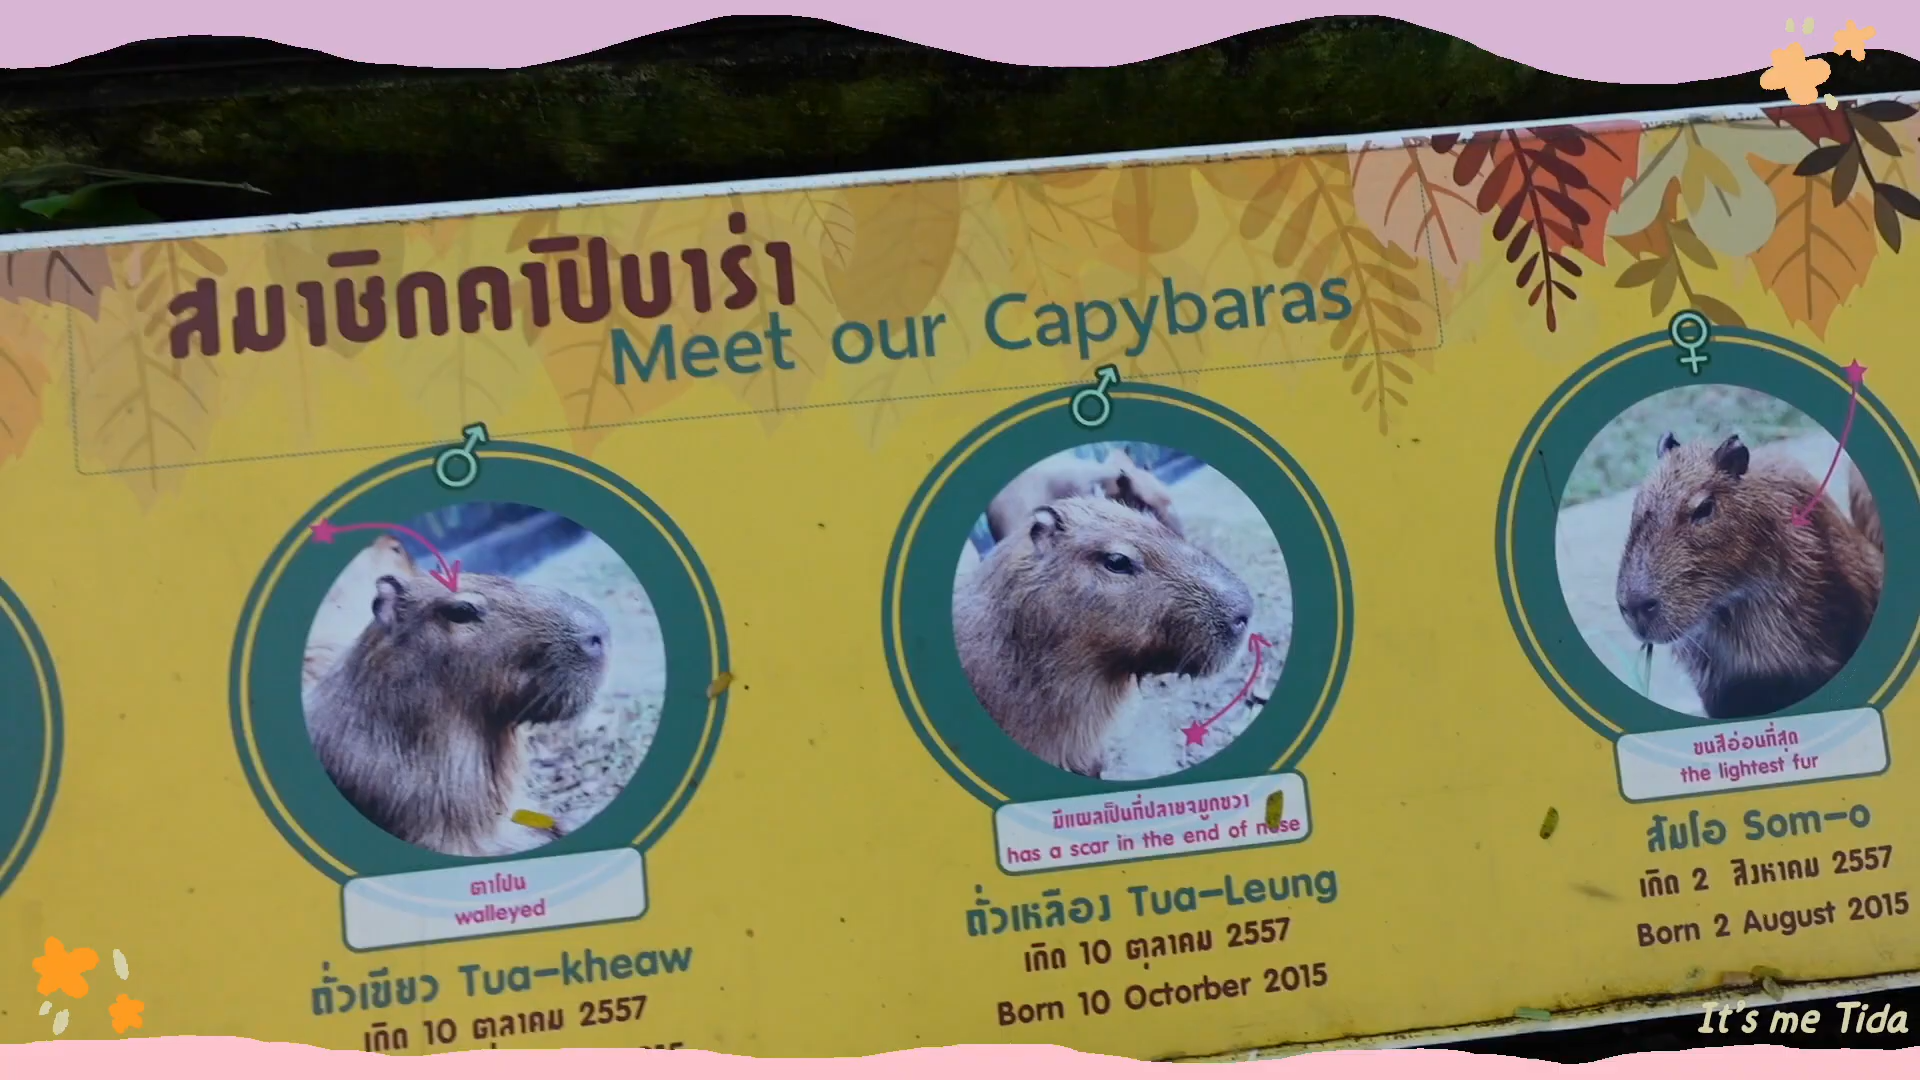 สมาชิกคาปิบาร่า
Meet our Capybaras
ตาโปน
walleyed
ถั่วเขียว Tua-kheaw
เกิด 10 ตุลาคม 2557
มีแผลเป็นที่ปลายจมูกขวา
has a scar in the end of nose
ถั่วเหลือง Tua-Leung
เกิด 10 ตุลาคม 2557
Born 10 Octorber 2015
ขนสีอ่อนที่สุด
the lightest fur
ส้มโอ Som-o
เกิด 2 สิงหาคม 2557
Born 2 August 2015
It's me Tida